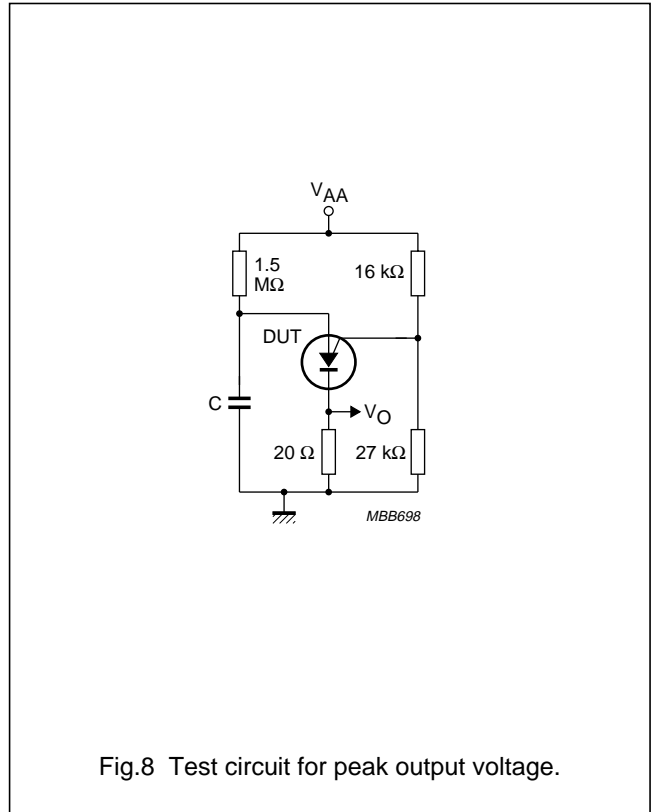 VAA
1.5
MΩ
16 kΩ
DUT
C
VO
20 Ω
27 kΩ
MBB698
Fig.8 Test circuit for peak output voltage.